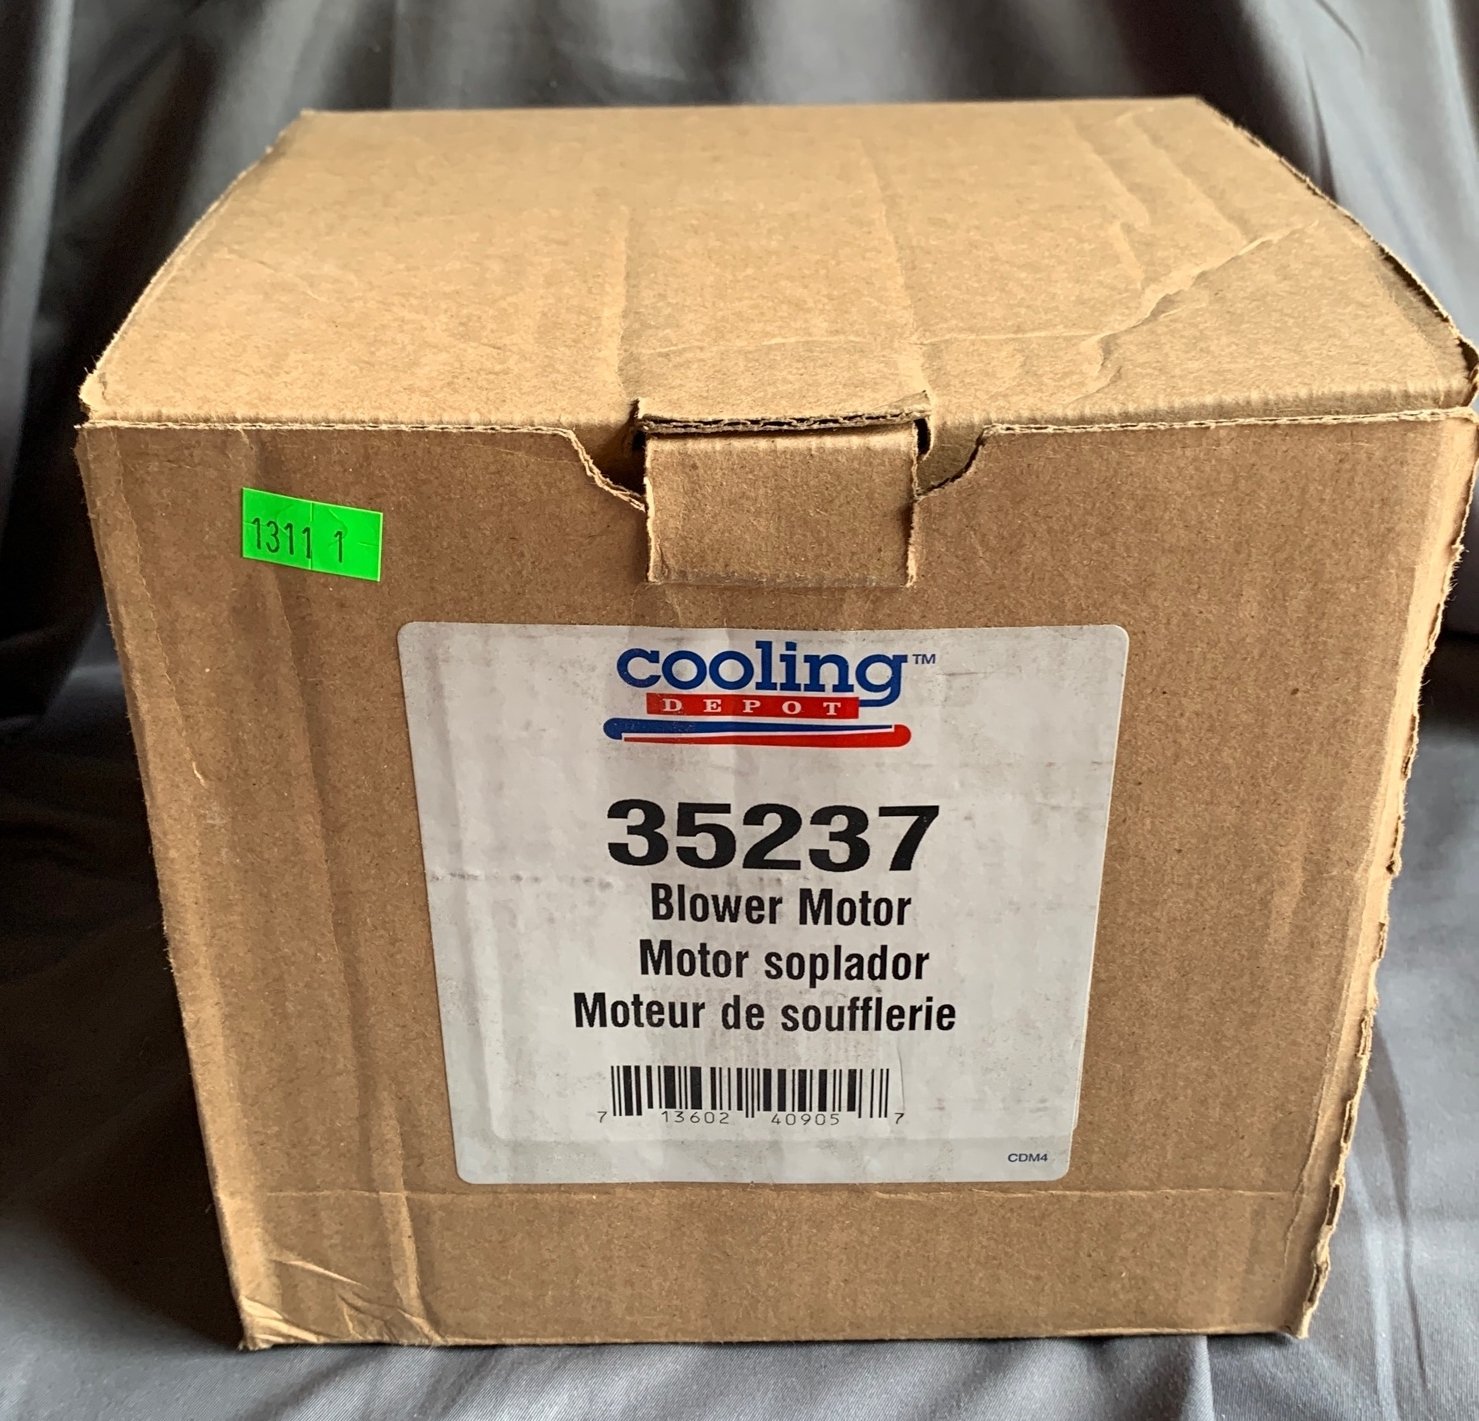 1311 1
cooling™
DEPOT
35237
Blower Motor
Motor soplador
Moteur de soufflerie
7 13602 40905 7
CDM4